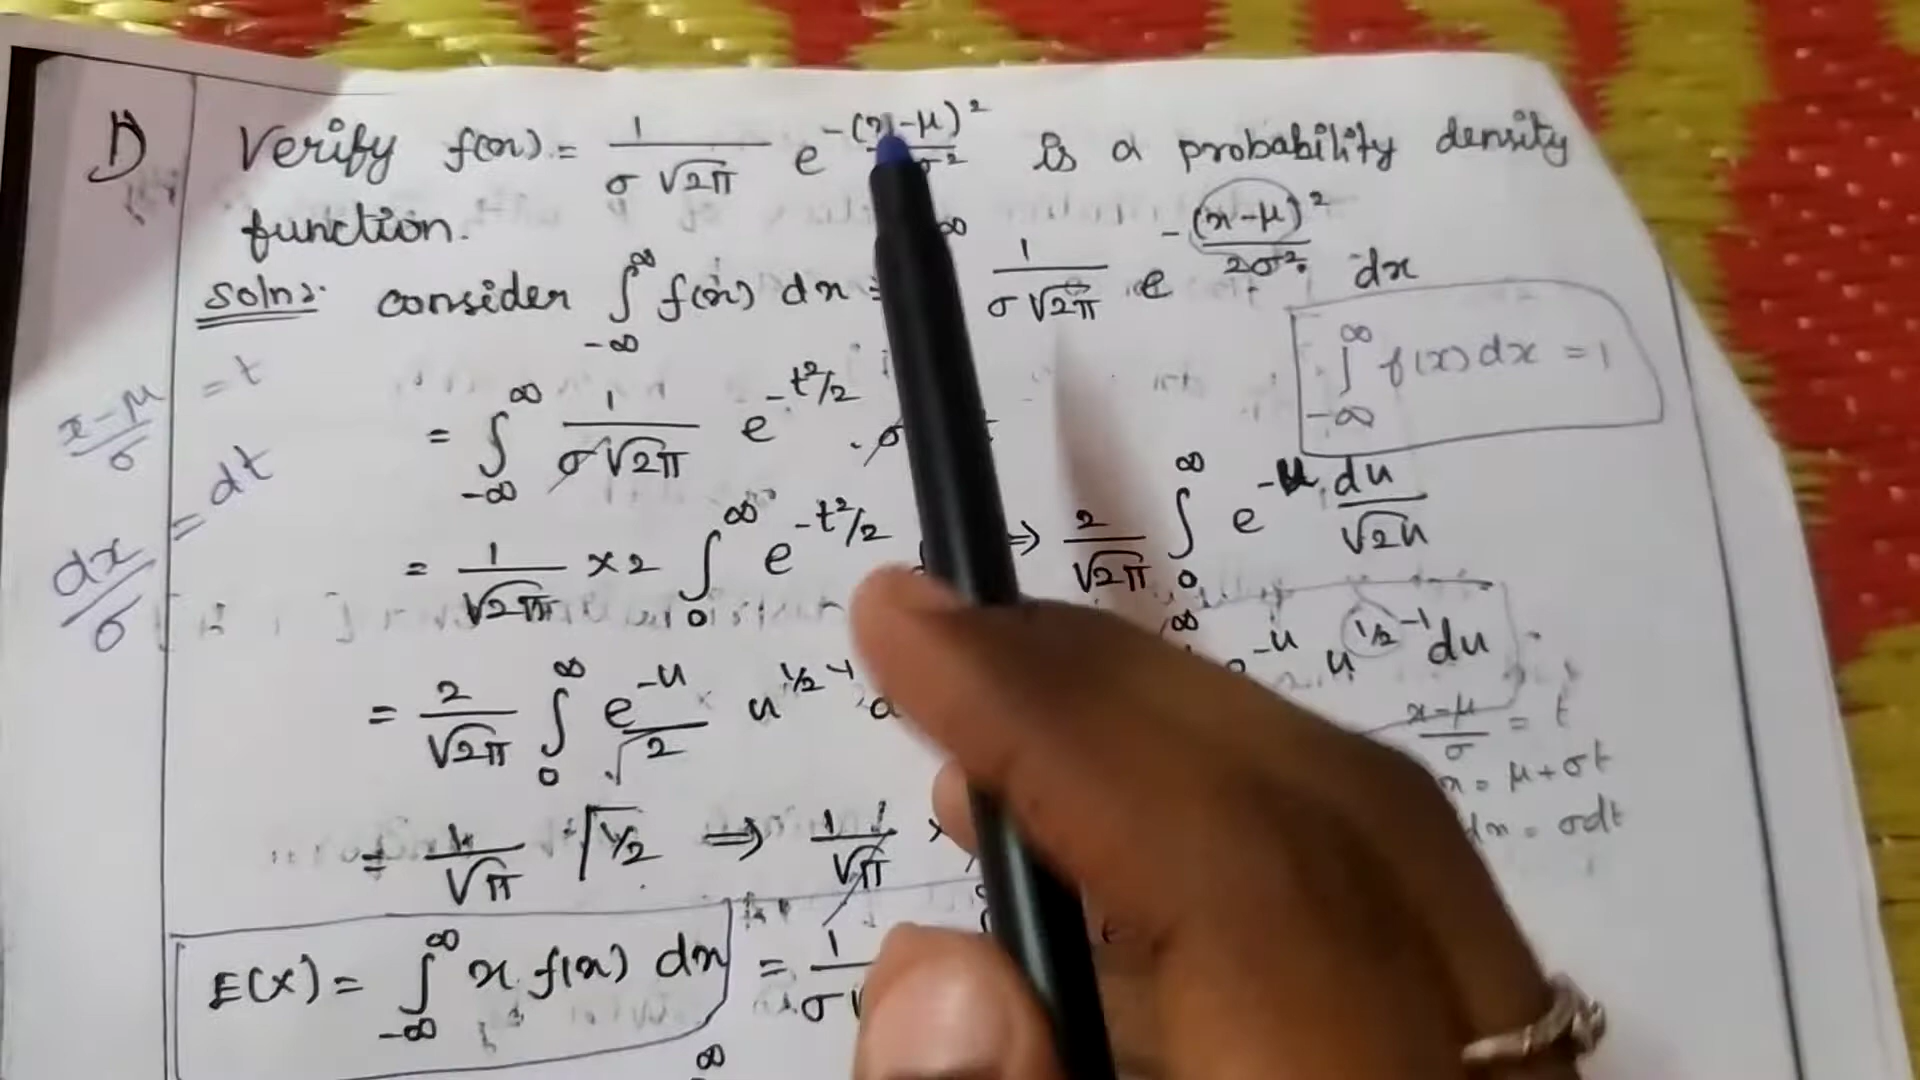 1) Verify f(x) = 1/(σ√2π) e^-(x-μ)²/ σ² is a probability density
function.
Soln:- consider ∫_-∞^∞ f(x) dx = ∞ 1/(σ√2π) e^-(x-μ)²/2σ² dx
∫_-∞^∞ f(x) dx = 1
(x-μ)/σ = t
= ∫_-∞^∞ 1/(σ√2π) e^-t²/2 . σ
dx/σ = dt
= 1/√2π × 2 ∫_0^∞ e^-t²/2 ⇒ 2/√2π ∫_0^∞ e^-u . du/√2u
= 2/√2π ∫_0^∞ e^-u/√2 u^1/2-1 ∞ e^-u u^1/2-1 du
(x-μ)/σ = t
x = μ+σt
dx = σdt
= 1/√π Γ1/2 ⇒ 1/√π ×
E(X) = ∫_-∞^∞ x f(x) dx = 1/σ√
∞